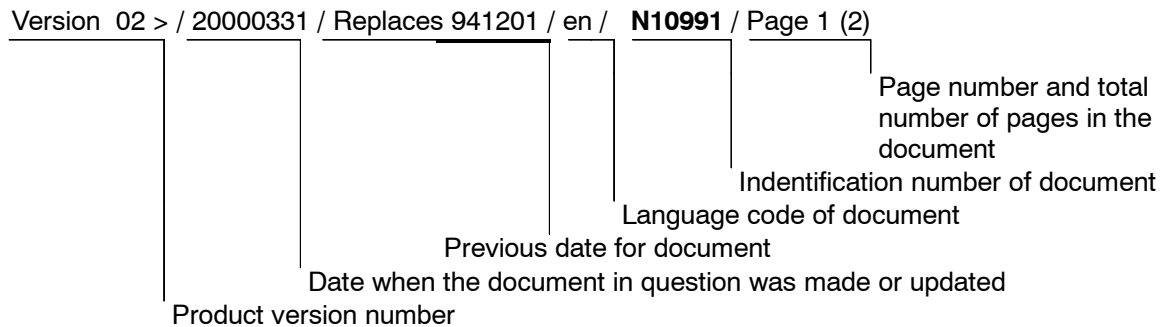 Version 02 > / 20000331 / Replaces 941201 / en / N10991 / Page 1 (2)
Page number and total
number of pages in the
document
Indentification number of document
Language code of document
Previous date for document
Date when the document in question was made or updated
Product version number